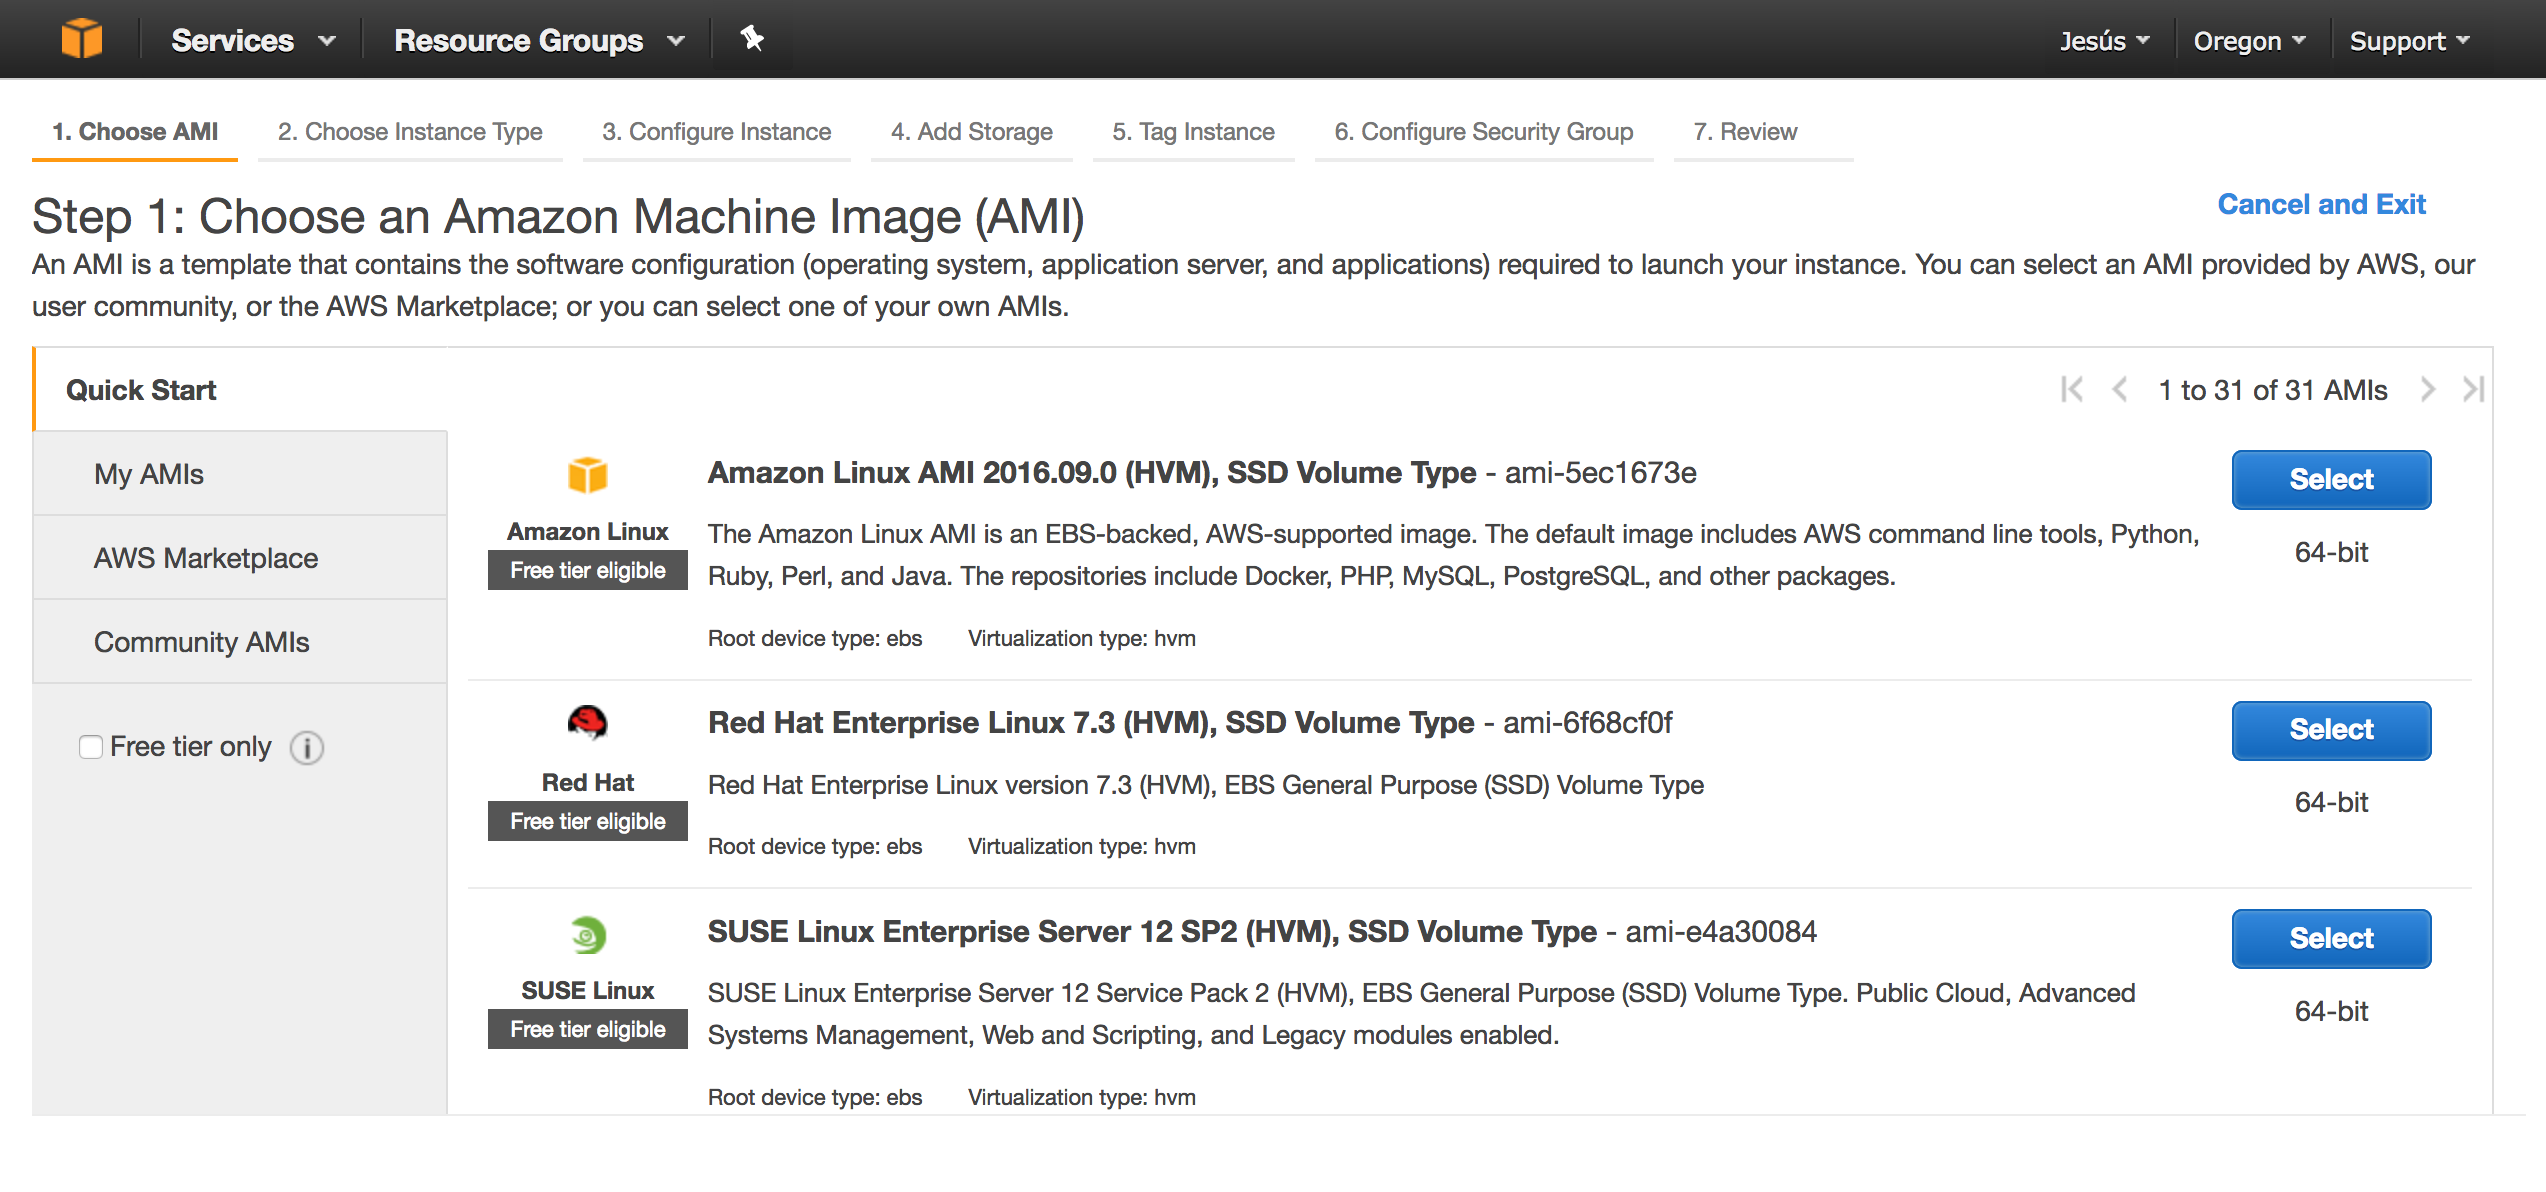 Services Resource Groups Jesús Oregon Support
1. Choose AMI 2. Choose Instance Type 3. Configure Instance 4. Add Storage 5. Tag Instance 6. Configure Security Group 7. Review
Step 1: Choose an Amazon Machine Image (AMI)
Cancel and Exit
An AMI is a template that contains the software configuration (operating system, application server, and applications) required to launch your instance. You can select an AMI provided by AWS, our
user community, or the AWS Marketplace; or you can select one of your own AMIs.
Quick Start
My AMIs
AWS Marketplace
Community AMIs
Free tier only
1 to 31 of 31 AMIs
Amazon Linux
Free tier eligible
Amazon Linux AMI 2016.09.0 (HVM), SSD Volume Type - ami-5ec1673e
The Amazon Linux AMI is an EBS-backed, AWS-supported image. The default image includes AWS command line tools, Python,
Ruby, Perl, and Java. The repositories include Docker, PHP, MySQL, PostgreSQL, and other packages.
Root device type: ebs Virtualization type: hvm
Select
64-bit
Red Hat
Free tier eligible
Red Hat Enterprise Linux 7.3 (HVM), SSD Volume Type - ami-6f68cf0f
Red Hat Enterprise Linux version 7.3 (HVM), EBS General Purpose (SSD) Volume Type
Root device type: ebs Virtualization type: hvm
Select
64-bit
SUSE Linux
Free tier eligible
SUSE Linux Enterprise Server 12 SP2 (HVM), SSD Volume Type - ami-e4a30084
SUSE Linux Enterprise Server 12 Service Pack 2 (HVM), EBS General Purpose (SSD) Volume Type. Public Cloud, Advanced
Systems Management, Web and Scripting, and Legacy modules enabled.
Root device type: ebs Virtualization type: hvm
Select
64-bit